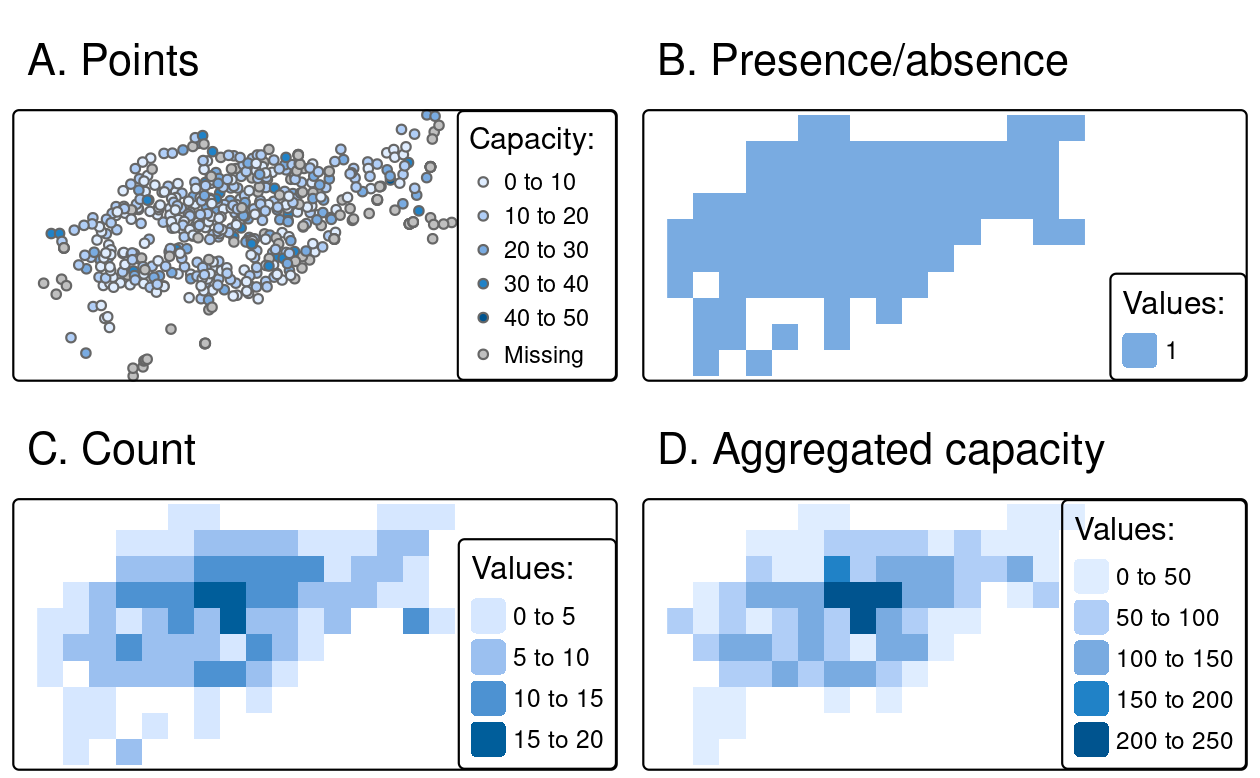 A. Points
Capacity:
0 to 10
10 to 20
20 to 30
30 to 40
40 to 50
Missing
B. Presence/absence
Values:
1
C. Count
Values:
0 to 5
5 to 10
10 to 15
15 to 20
D. Aggregated capacity
Values:
0 to 50
50 to 100
100 to 150
150 to 200
200 to 250